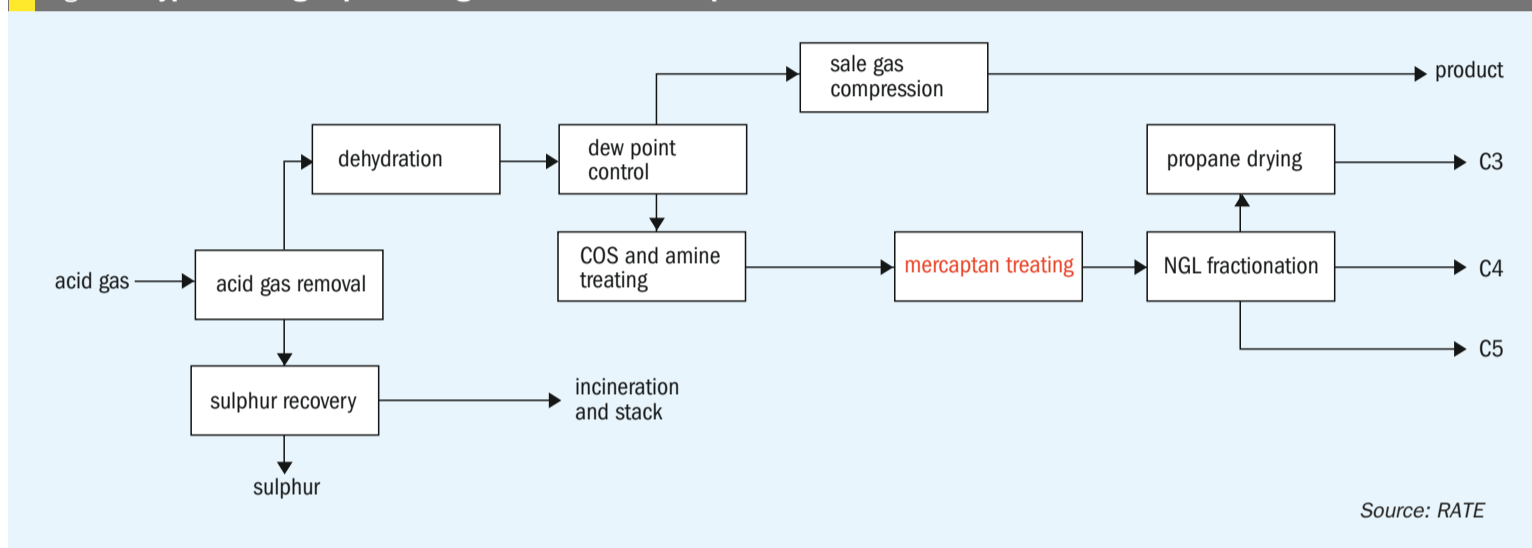 sale gas
compression
product
dehydration
dew point
control
propane drying
C3
acid gas
acid gas removal
COS and amine
treating
mercaptan treating
NGL fractionation
C4
C5
sulphur recovery
incineration
and stack
sulphur
Source: RATE